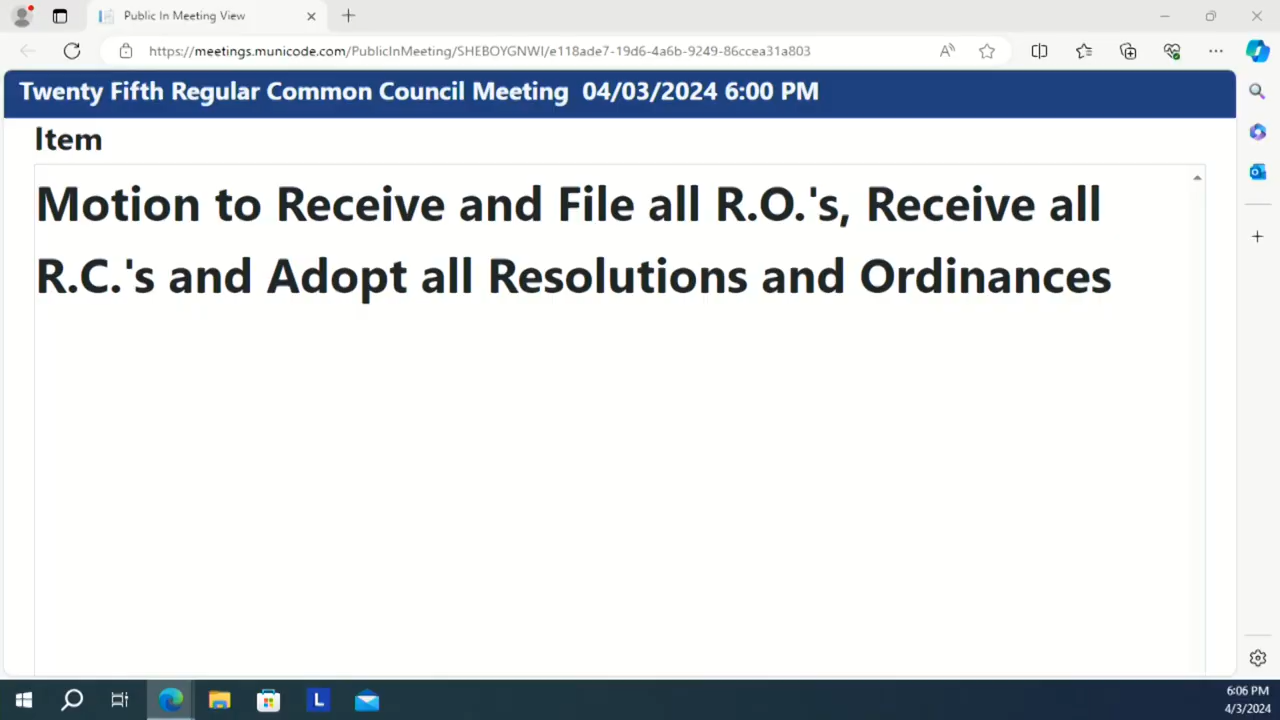 Public In Meeting View
https://meetings.municode.com/PublicInMeeting/SHEBOYGNWI/e118ade7-19d6-4a6b-9249-86ccea31a803
Twenty Fifth Regular Common Council Meeting 04/03/2024 6:00 PM
Item
Motion to Receive and File all R.O.'s, Receive all
R.C.'s and Adopt all Resolutions and Ordinances
L
6:06 PM
4/3/2024